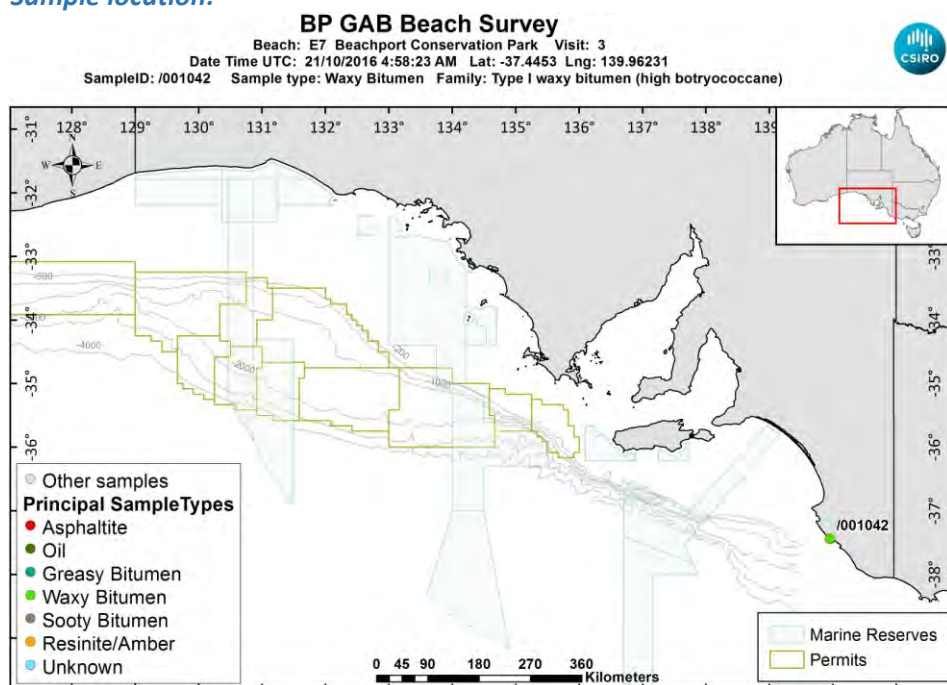 Sample location:
BP GAB Beach Survey
Beach: E7 Beachport Conservation Park Visit: 3
Date Time UTC: 21/10/2016 4:58:23 AM Lat: -37.4453 Lng: 139.96231
SampleID: /001042 Sample type: Waxy Bitumen Family: Type I waxy bitumen (high botryococcane)
CSIRO
128° 129° 130° 131° 132° 133° 134° 135° 136° 137° 138° 139
-31°
N
W E
S
-32°
-33°
-34°
-35°
-36°
-37°
-38°
-34°
-35°
-36°
-37°
-38°
-200
-1000
-2000
-4000
/001042
Other samples
Principal SampleTypes
Asphaltite
Oil
Greasy Bitumen
Waxy Bitumen
Sooty Bitumen
Resinite/Amber
Unknown
0 45 90 180 270 360
Kilometers
Marine Reserves
Permits